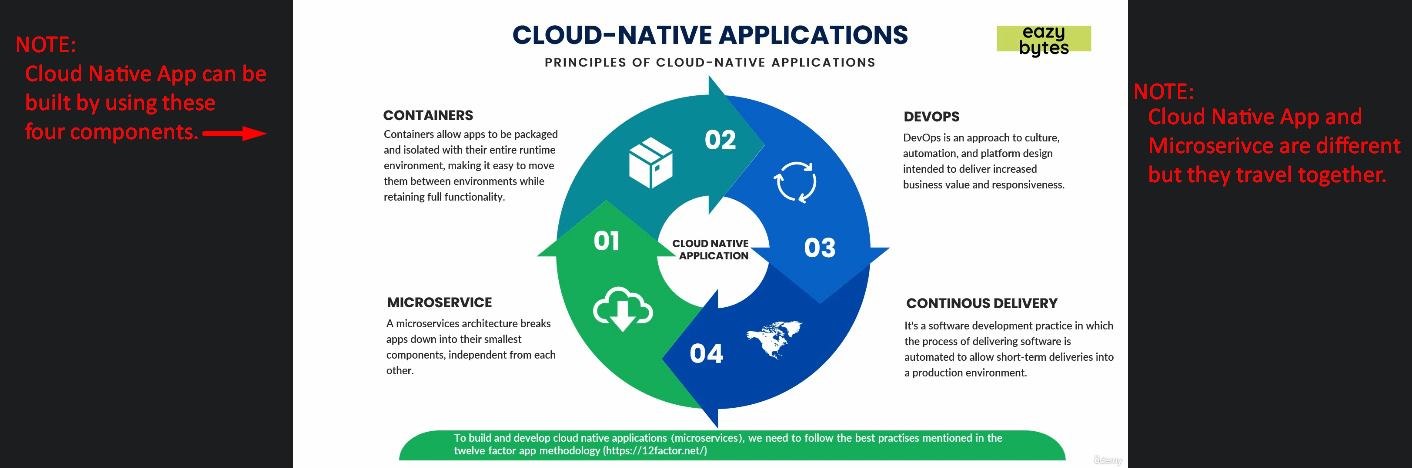 NOTE:
Cloud Native App can be
built by using these
four components.
CLOUD-NATIVE APPLICATIONS
PRINCIPLES OF CLOUD-NATIVE APPLICATIONS
eazy
bytes
CONTAINERS
Containers allow apps to be packaged
and isolated with their entire runtime
environment, making it easy to move
them between environments while
retaining full functionality.
02
DEVOPS
DevOps is an approach to culture,
automation, and platform design
intended to deliver increased
business value and responsiveness.
01
CLOUD NATIVE
APPLICATION
03
MICROSERVICE
A microservices architecture breaks
apps down into their smallest
components, independent from each
other.
04
CONTINOUS DELIVERY
It's a software development practice in which
the process of delivering software is
automated to allow short-term deliveries into
a production environment.
To build and develop cloud native applications (microservices), we need to follow the best practises mentioned in the
twelve factor app methodology (https://12factor.net/)
Udemy
NOTE:
Cloud Native App and
Microserivce are different
but they travel together.